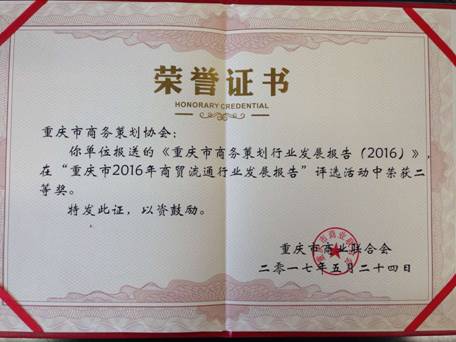 荣誉证书
HONORARY CREDENTIAL
重庆市商务策划协会：
你单位报送的《重庆市商务策划行业发展报告（2016）》，
在“重庆市2016年商贸流通行业发展报告”评选活动中荣获二
等奖。
特发此证，以资鼓励。
重庆市商业联合会
二零一七年五月二十四日